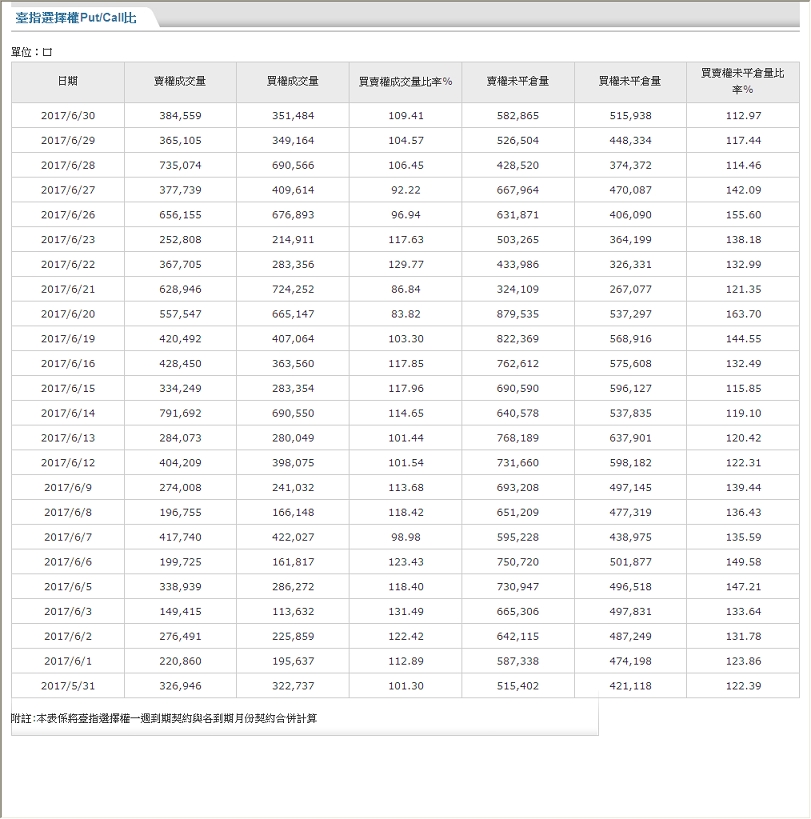 臺指選擇權Put/Call比
單位：口
日期 賣權成交量 買權成交量 買賣權成交量比率% 賣權未平倉量 買權未平倉量 買賣權未平倉量比
率%
2017/6/30 384,559 351,484 109.41 582,865 515,938 112.97
2017/6/29 365,105 349,164 104.57 526,504 448,334 117.44
2017/6/28 735,074 690,566 106.45 428,520 374,372 114.46
2017/6/27 377,739 409,614 92.22 667,964 470,087 142.09
2017/6/26 656,155 676,893 96.94 631,871 406,090 155.60
2017/6/23 252,808 214,911 117.63 503,265 364,199 138.18
2017/6/22 367,705 283,356 129.77 433,986 326,331 132.99
2017/6/21 628,946 724,252 86.84 324,109 267,077 121.35
2017/6/20 557,547 665,147 83.82 879,535 537,297 163.70
2017/6/19 420,492 407,064 103.30 822,369 568,916 144.55
2017/6/16 428,450 363,560 117.85 762,612 575,608 132.49
2017/6/15 334,249 283,354 117.96 690,590 596,127 115.85
2017/6/14 791,692 690,550 114.65 640,578 537,835 119.10
2017/6/13 284,073 280,049 101.44 768,189 637,901 120.42
2017/6/12 404,209 398,075 101.54 731,660 598,182 122.31
2017/6/9 274,008 241,032 113.68 693,208 497,145 139.44
2017/6/8 196,755 166,148 118.42 651,209 477,319 136.43
2017/6/7 417,740 422,027 98.98 595,228 438,975 135.59
2017/6/6 199,725 161,817 123.43 750,720 501,877 149.58
2017/6/5 338,939 286,272 118.40 730,947 496,518 147.21
2017/6/3 149,415 113,632 131.49 665,306 497,831 133.64
2017/6/2 276,491 225,859 122.42 642,115 487,249 131.78
2017/6/1 220,860 195,637 112.89 587,338 474,198 123.86
2017/5/31 326,946 322,737 101.30 515,402 421,118 122.39
附註:本表係將臺指選擇權一週到期契約與各到期月份契約合併計算